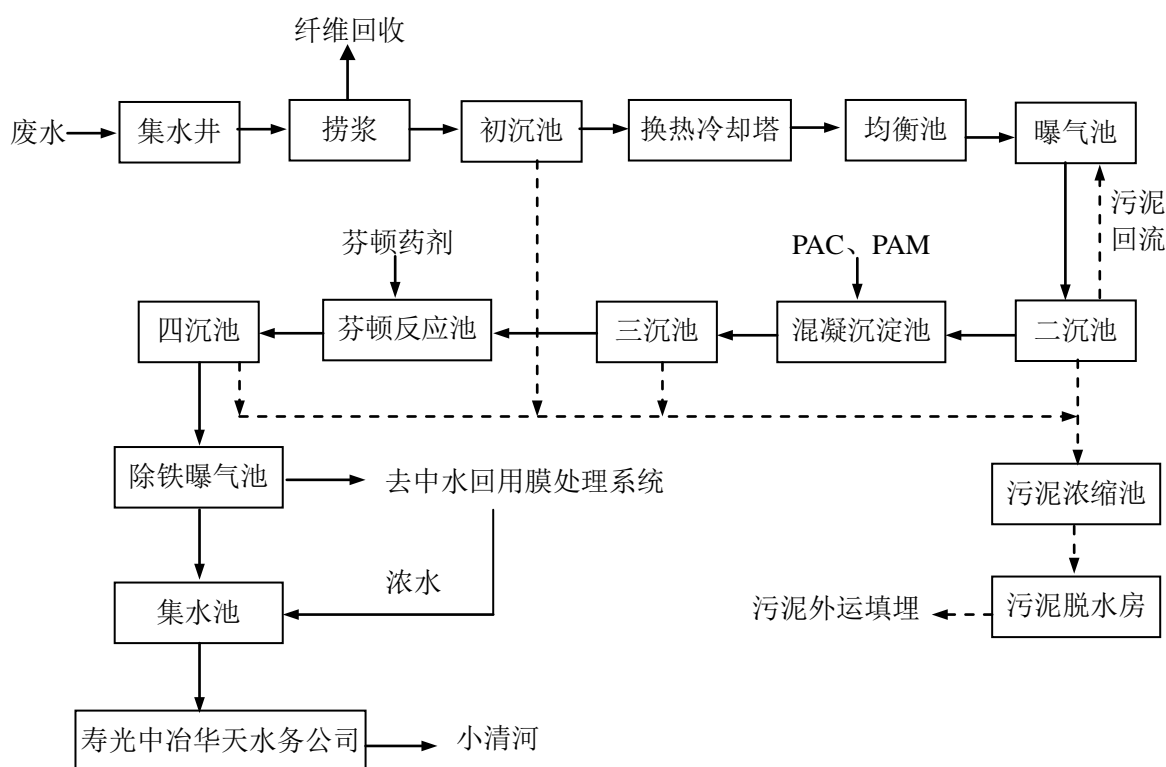 纤维回收
废水
集水井
捞浆
初沉池
换热冷却塔
均衡池
曝气池
污泥
回流
芬顿药剂
PAC、PAM
四沉池
芬顿反应池
三沉池
混凝沉淀池
二沉池
除铁曝气池
去中水回用膜处理系统
污泥浓缩池
浓水
集水池
污泥外运填埋
污泥脱水房
寿光中冶华天水务公司
小清河